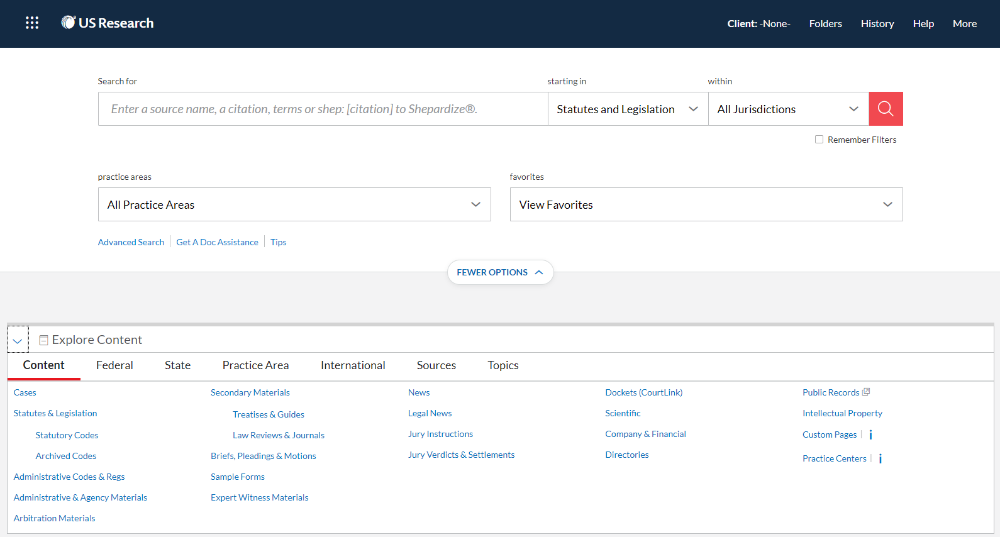 US Research
Client: -None- Folders History Help More
Search for starting in within
Enter a source name, a citation, terms or shep: [citation] to Shepardize®. Statutes and Legislation All Jurisdictions
Remember Filters
practice areas favorites
All Practice Areas View Favorites
Advanced Search Get A Doc Assistance Tips
FEWER OPTIONS
Explore Content
Content Federal State Practice Area International Sources Topics
Cases
Statutes & Legislation
Statutory Codes
Archived Codes
Administrative Codes & Regs
Administrative & Agency Materials
Arbitration Materials
Secondary Materials
Treatises & Guides
Law Reviews & Journals
Briefs, Pleadings & Motions
Sample Forms
Expert Witness Materials
News
Legal News
Jury Instructions
Jury Verdicts & Settlements
Dockets (CourtLink)
Scientific
Company & Financial
Directories
Public Records
Intellectual Property
Custom Pages i
Practice Centers i